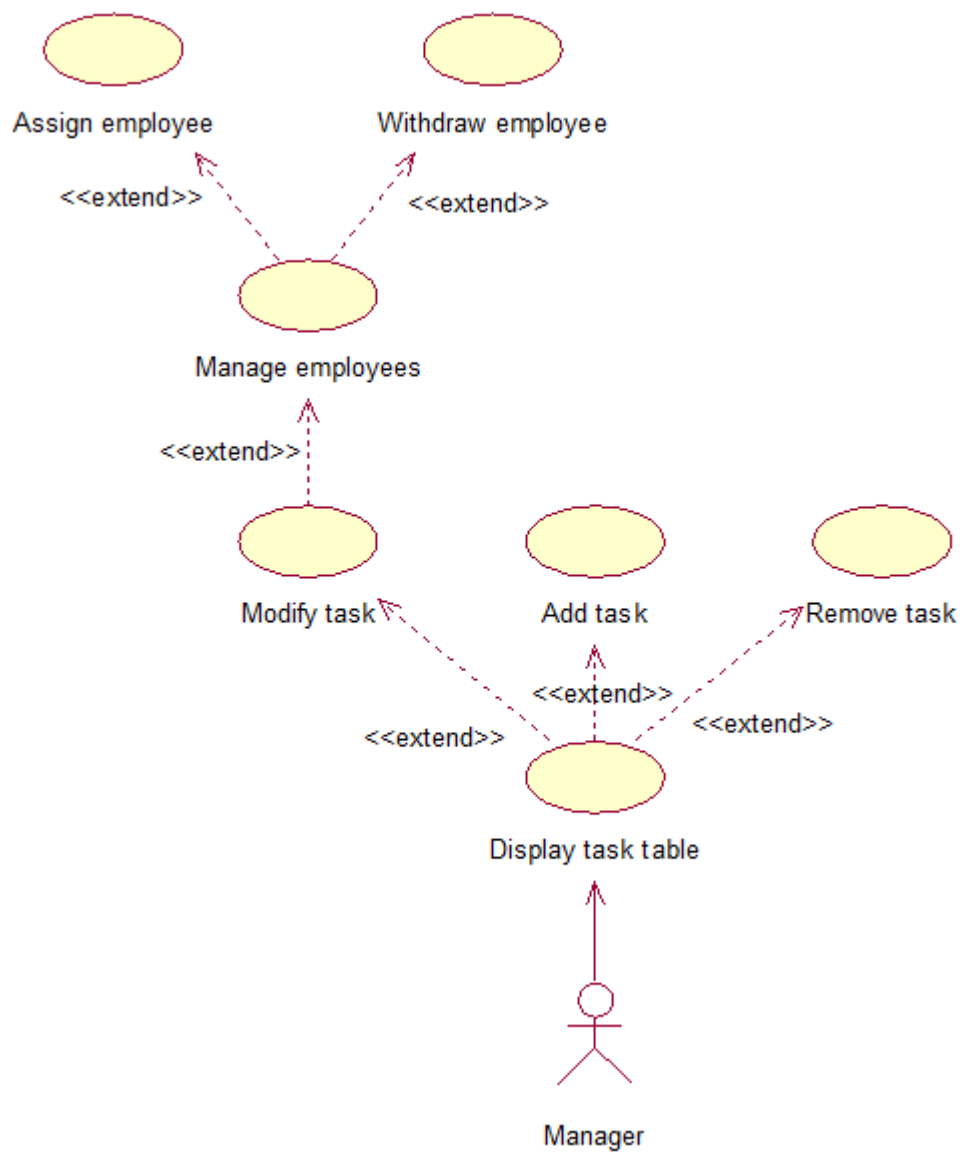 Assign employee
Withdraw employee
<<extend>>
<<extend>>
Manage employees
<<extend>>
Modify task
Add task
Remove task
<<extend>>
<<extend>>
<<extend>>
Display task table
Manager